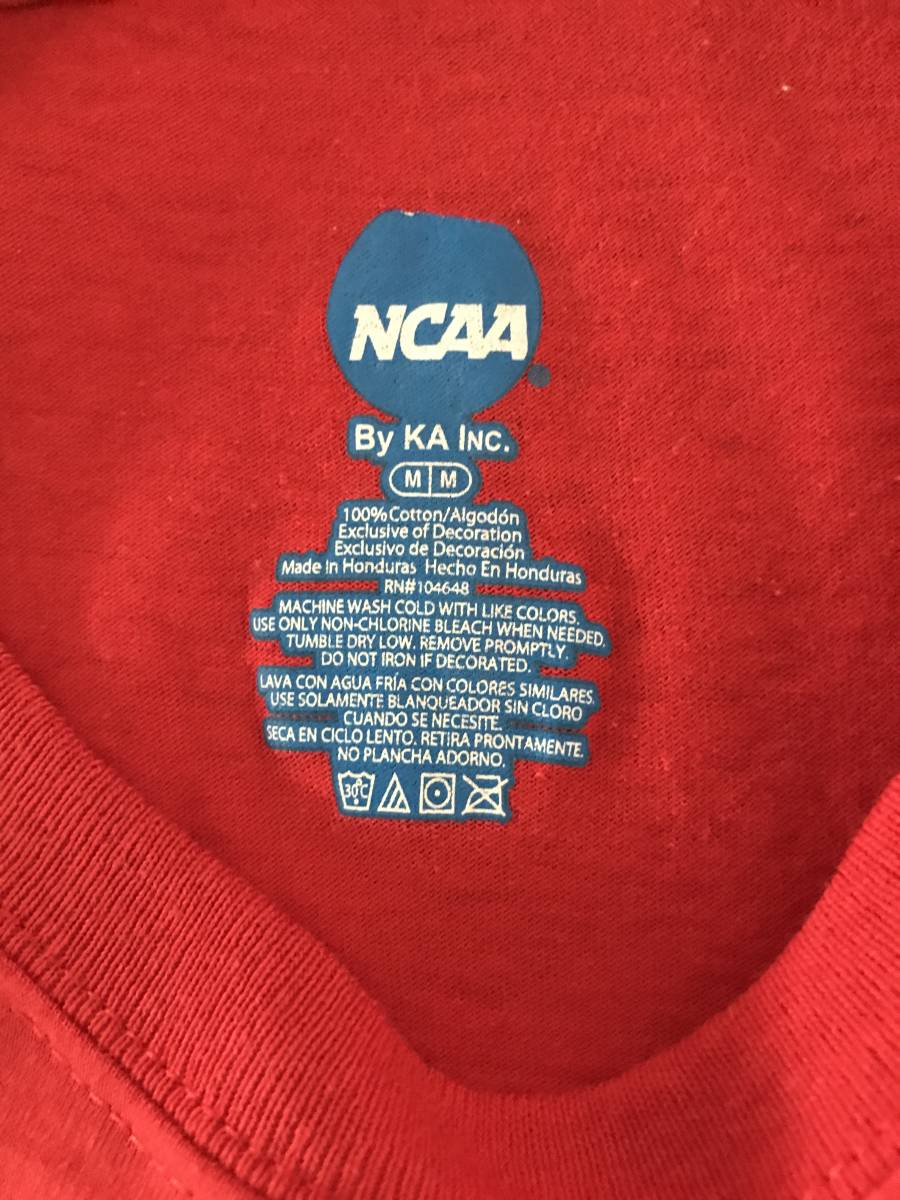 NCAA
®
By KA INC.
M M
100% Cotton/Algodón
Exclusive of Decoration
Exclusivo de Decoración
Made In Honduras Hecho En Honduras
RN#104648
MACHINE WASH COLD WITH LIKE COLORS.
USE ONLY NON-CHLORINE BLEACH WHEN NEEDED.
TUMBLE DRY LOW. REMOVE PROMPTLY.
DO NOT IRON IF DECORATED.
LAVA CON AGUA FRÍA CON COLORES SIMILARES.
USE SOLAMENTE BLANQUEADOR SIN CLORO
CUANDO SE NECESITE.
SECA EN CICLO LENTO. RETIRA PRONTAMENTE.
NO PLANCHA ADORNO.
30°C